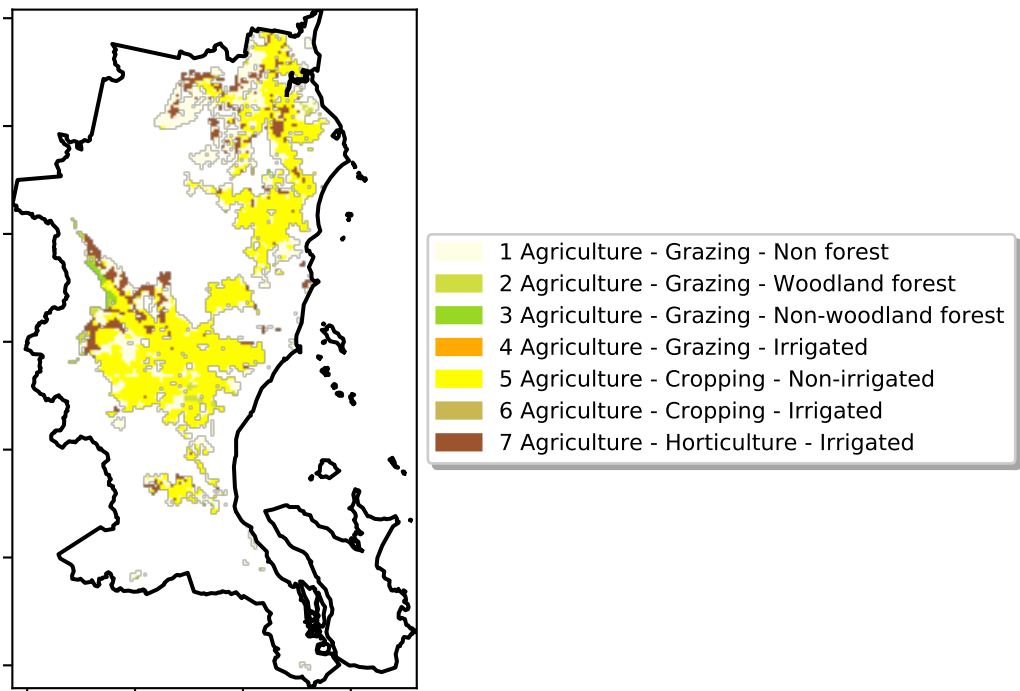 1 Agriculture - Grazing - Non forest
2 Agriculture - Grazing - Woodland forest
3 Agriculture - Grazing - Non-woodland forest
4 Agriculture - Grazing - Irrigated
5 Agriculture - Cropping - Non-irrigated
6 Agriculture - Cropping - Irrigated
7 Agriculture - Horticulture - Irrigated